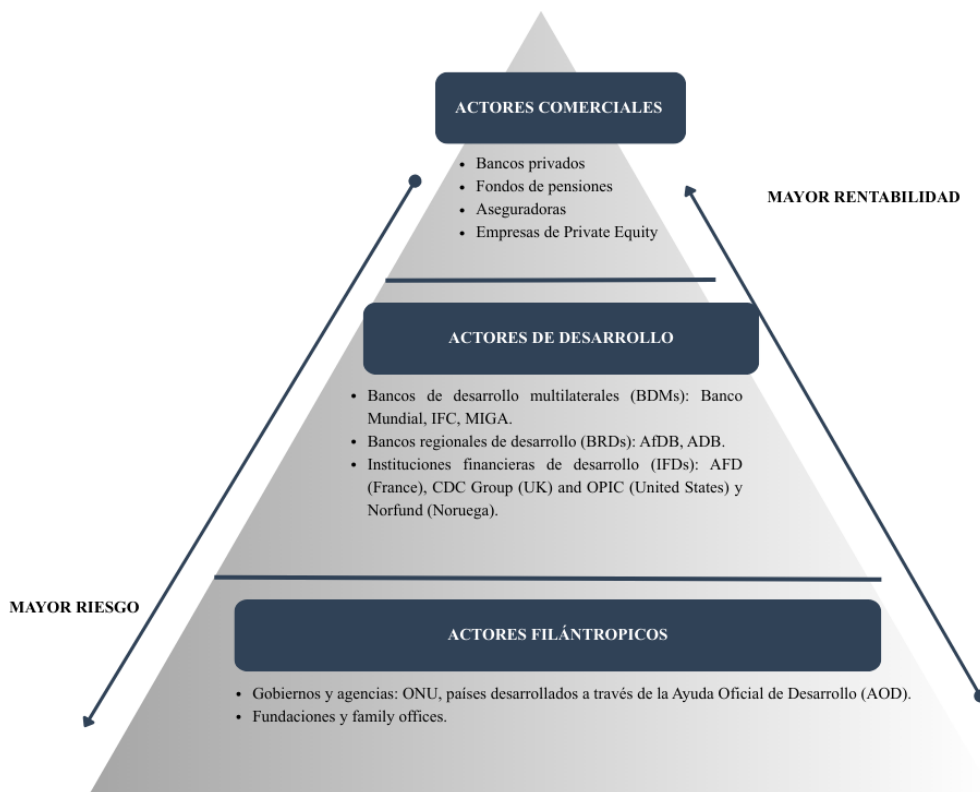 ACTORES COMERCIALES
• Bancos privados
• Fondos de pensiones
• Aseguradoras
• Empresas de Private Equity
MAYOR RENTABILIDAD
ACTORES DE DESARROLLO
• Bancos de desarrollo multilaterales (BDMs): Banco
Mundial, IFC, MIGA.
• Bancos regionales de desarrollo (BRDs): AfDB, ADB.
• Instituciones financieras de desarrollo (IFDs): AFD
(France), CDC Group (UK) and OPIC (United States) y
Norfund (Noruega).
MAYOR RIESGO
ACTORES FILÁNTROPICOS
• Gobiernos y agencias: ONU, países desarrollados a través de la Ayuda Oficial de Desarrollo (AOD).
• Fundaciones y family offices.